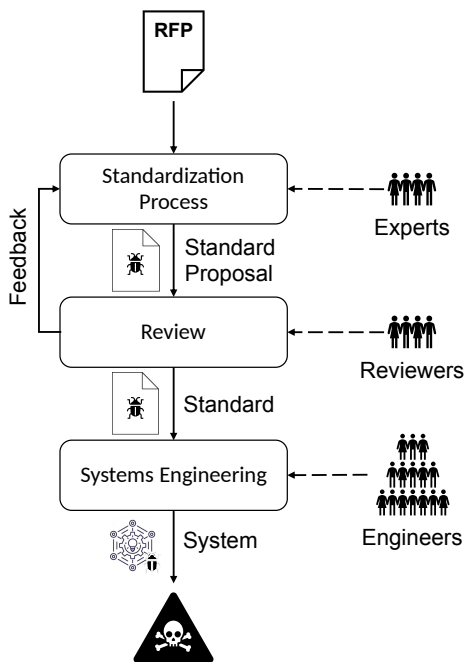 RFP
Standardization
Process
Experts
Feedback
Standard
Proposal
Review
Reviewers
Standard
Systems Engineering
Engineers
System